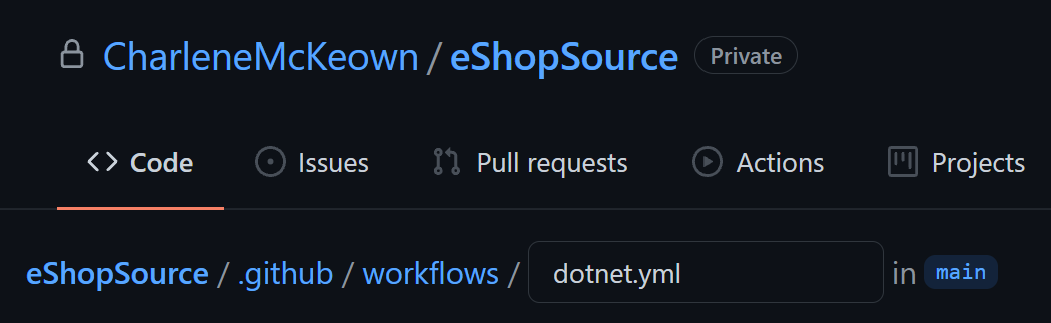 CharleneMcKeown / eShopSource Private
Code Issues Pull requests Actions Projects
eShopSource / .github / workflows / dotnet.yml in main